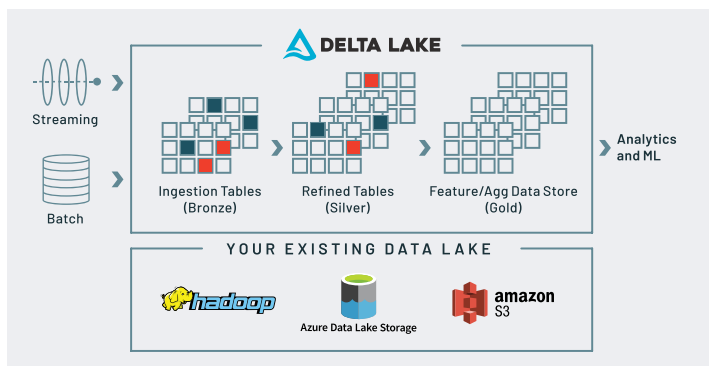 DELTA LAKE
Streaming
Batch
Ingestion Tables
(Bronze)
Refined Tables
(Silver)
Feature/Agg Data Store
(Gold)
Analytics
and ML
YOUR EXISTING DATA LAKE
hadoop
Azure Data Lake Storage
amazon
S3